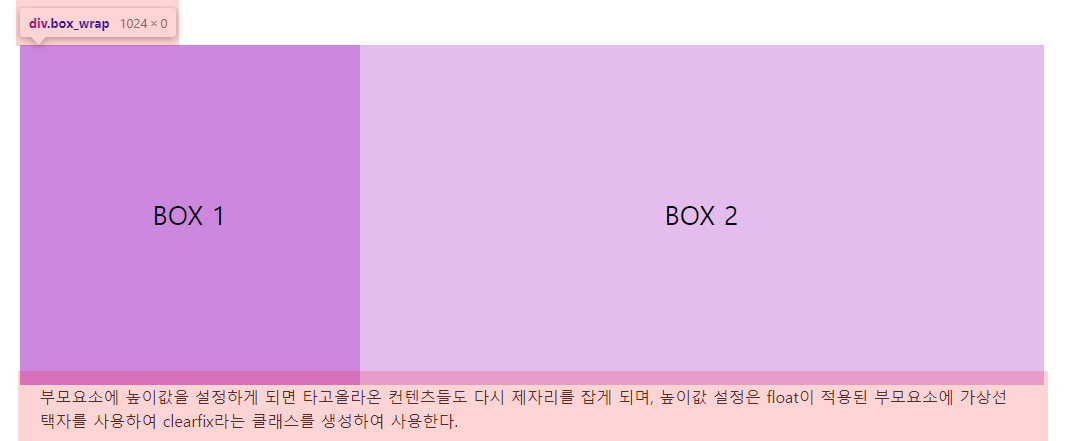 div.box_wrap 1024 × 0
BOX 1
BOX 2
부모요소에 높이값을 설정하게 되면 타고올라온 컨텐츠들도 다시 제자리를 잡게 되며, 높이값 설정은 float이 적용된 부모요소에 가상선
택자를 사용하여 clearfix라는 클래스를 생성하여 사용한다.